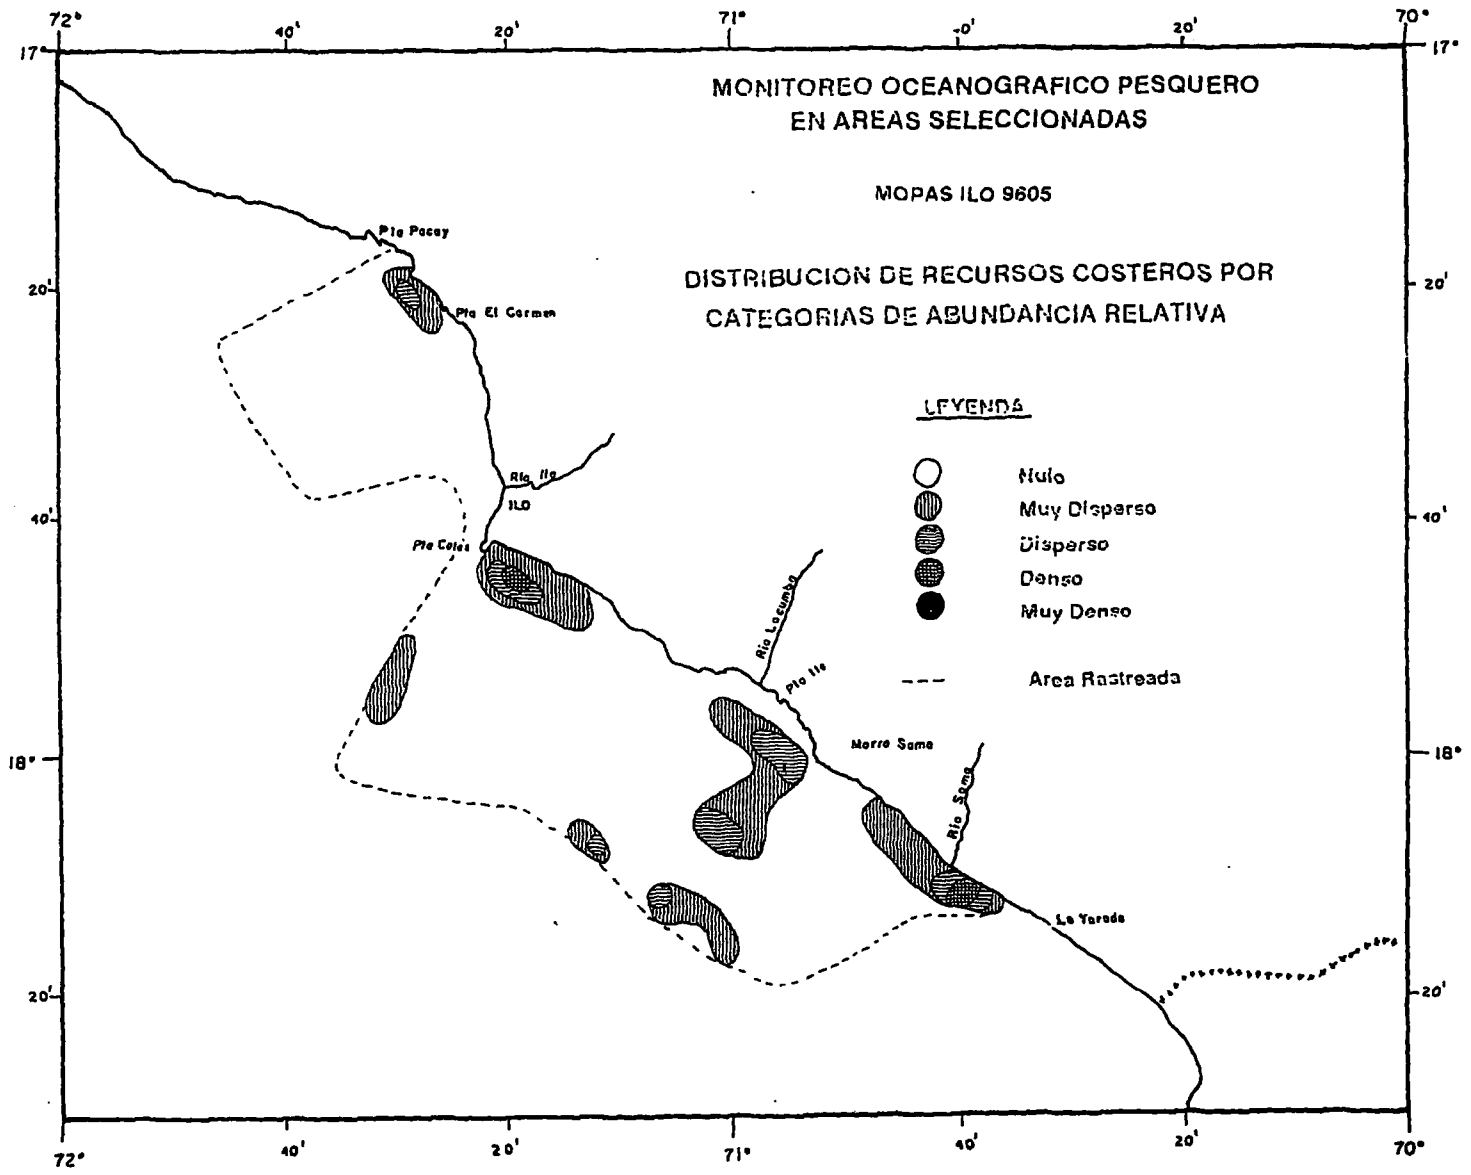 72° 40' 20' 71° 40' 20' 70°
17° 17°
MONITOREO OCEANOGRAFICO PESQUERO
EN AREAS SELECCIONADAS
MOPAS ILO 9605
Pta Pacay
DISTRIBUCION DE RECURSOS COSTEROS POR
CATEGORIAS DE ABUNDANCIA RELATIVA
20' 20'
Pta El Carmen
LEYENDA
Nulo
Muy Disperso
Disperso
Denso
Muy Denso
Area Rastreada
Rio Ilo
ILO
40' 40'
Pta Coles
Rio Locumba
Pta Ite
Morro Sama
18° 18°
Rio Sama
La Yarada
20' 20'
72° 40' 20' 71° 40' 20' 70°